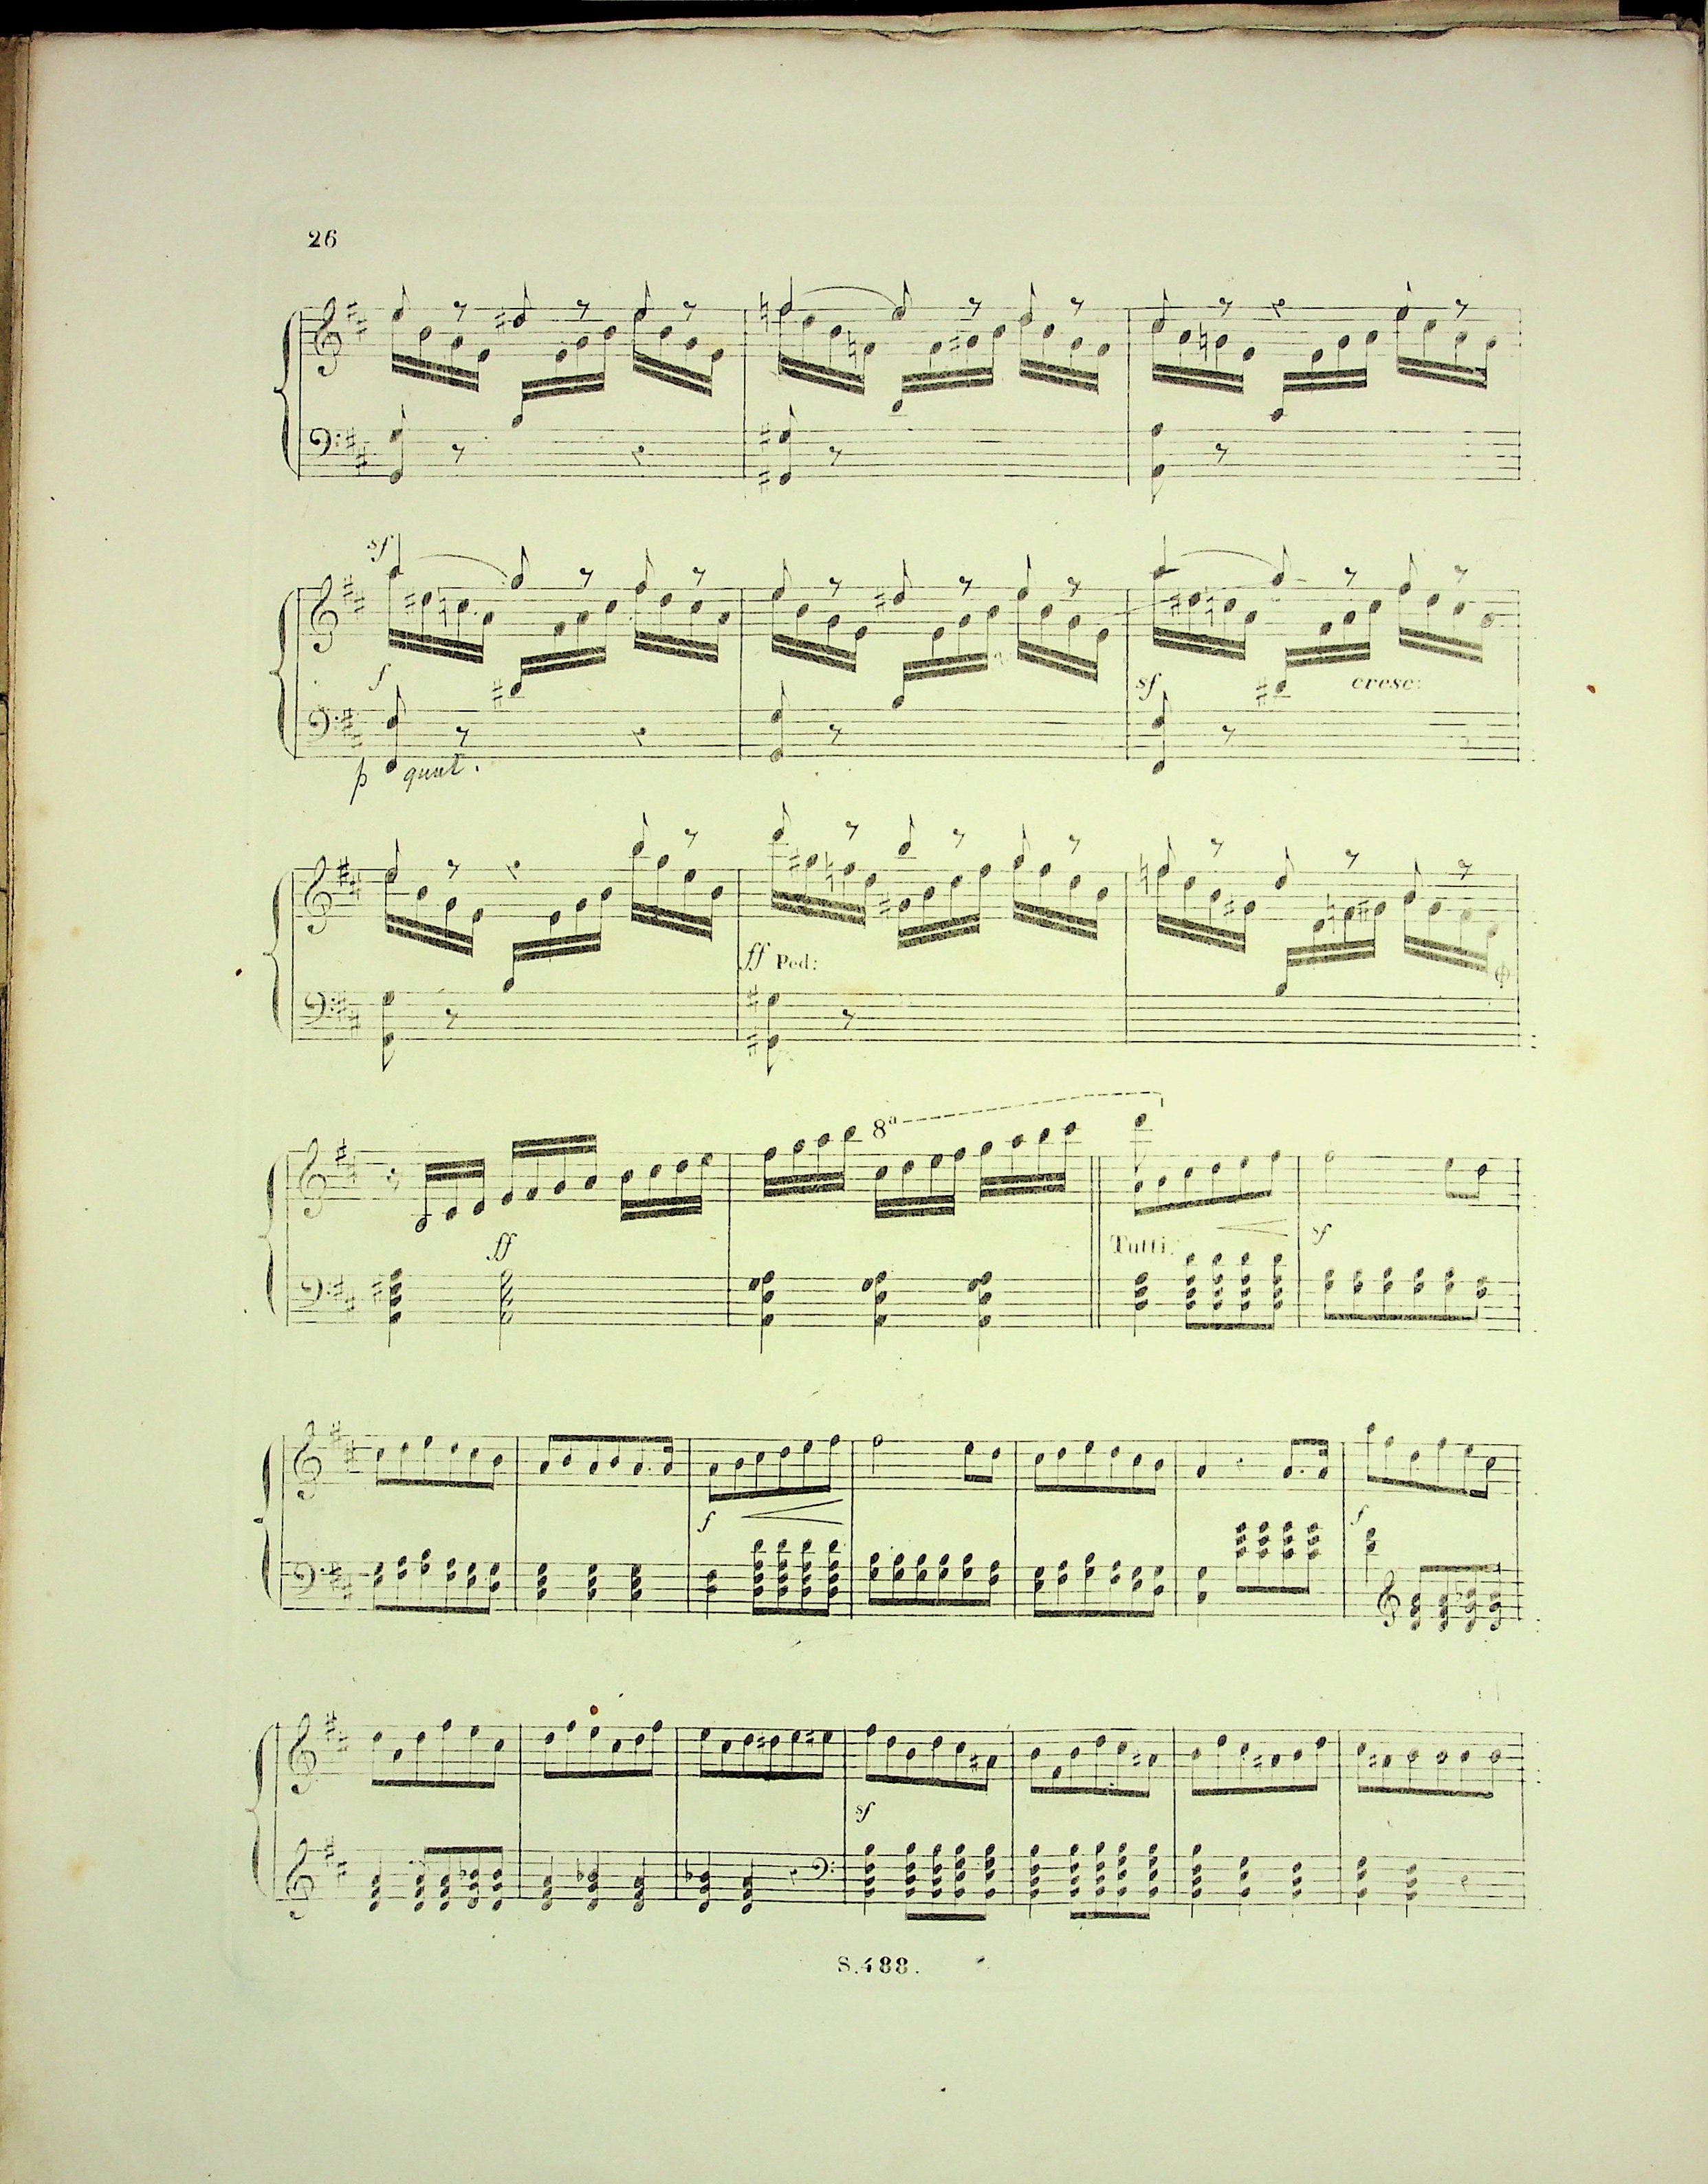 26
sf
f
sf
cresc:
p quat.
ff Ped:
8ª
ff
Tutti.
sf
f
f
sf
S.488.